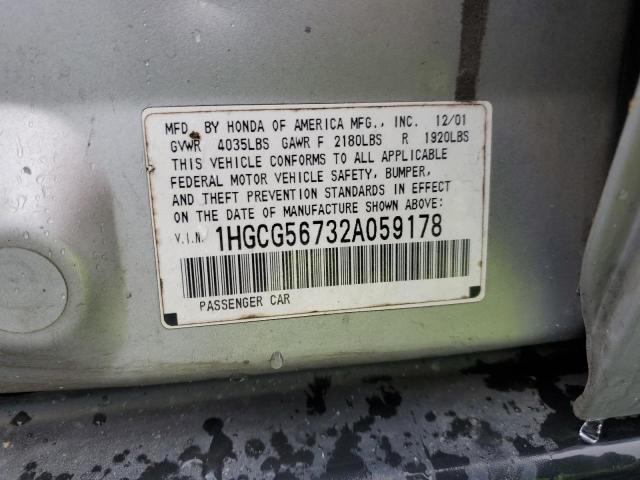 MFD. BY HONDA OF AMERICA MFG., INC. 12/01
GVWR 4035LBS GAWR F 2180LBS R 1920LBS
THIS VEHICLE CONFORMS TO ALL APPLICABLE
FEDERAL MOTOR VEHICLE SAFETY, BUMPER,
AND THEFT PREVENTION STANDARDS IN EFFECT
ON THE DATE OF MANUFACTURE SHOWN ABOVE:
V.I.N. 1HGCG56732A059178
PASSENGER CAR